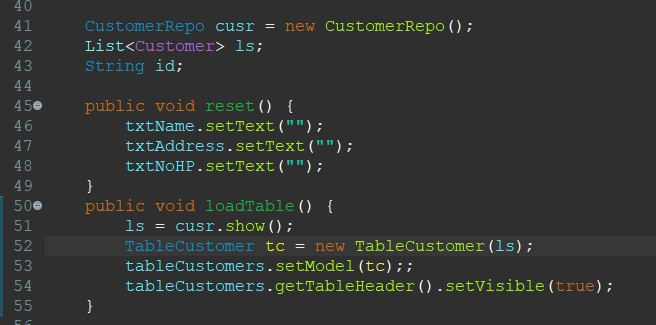 40
41 CustomerRepo cusr = new CustomerRepo();
42 List<Customer> ls;
43 String id;
44
45 public void reset() {
46 txtName.setText("");
47 txtAddress.setText("");
48 txtNoHP.setText("");
49 }
50 public void loadTable() {
51 ls = cusr.show();
52 TableCustomer tc = new TableCustomer(ls);
53 tableCustomers.setModel(tc);;
54 tableCustomers.getTableHeader().setVisible(true);
55 }
56